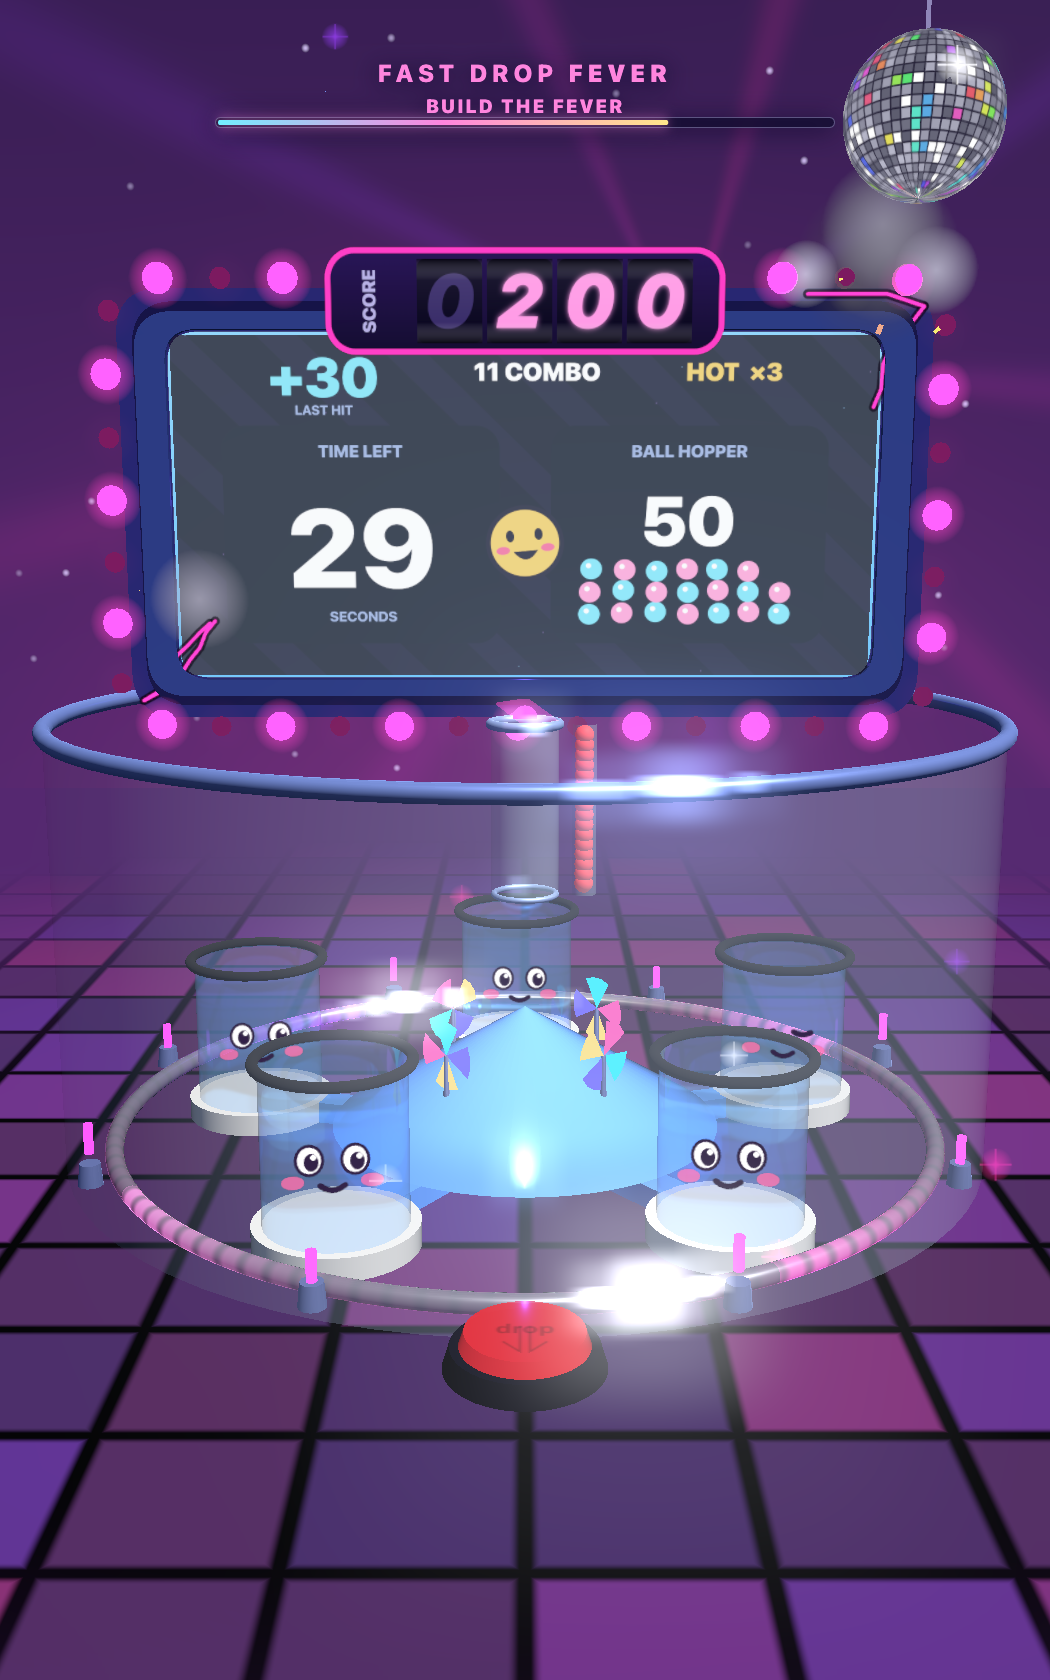 FAST DROP FEVER
BUILD THE FEVER
SCORE
0200
+30
LAST HIT
11 COMBO
HOT ×3
TIME LEFT
29
SECONDS
BALL HOPPER
50
drop